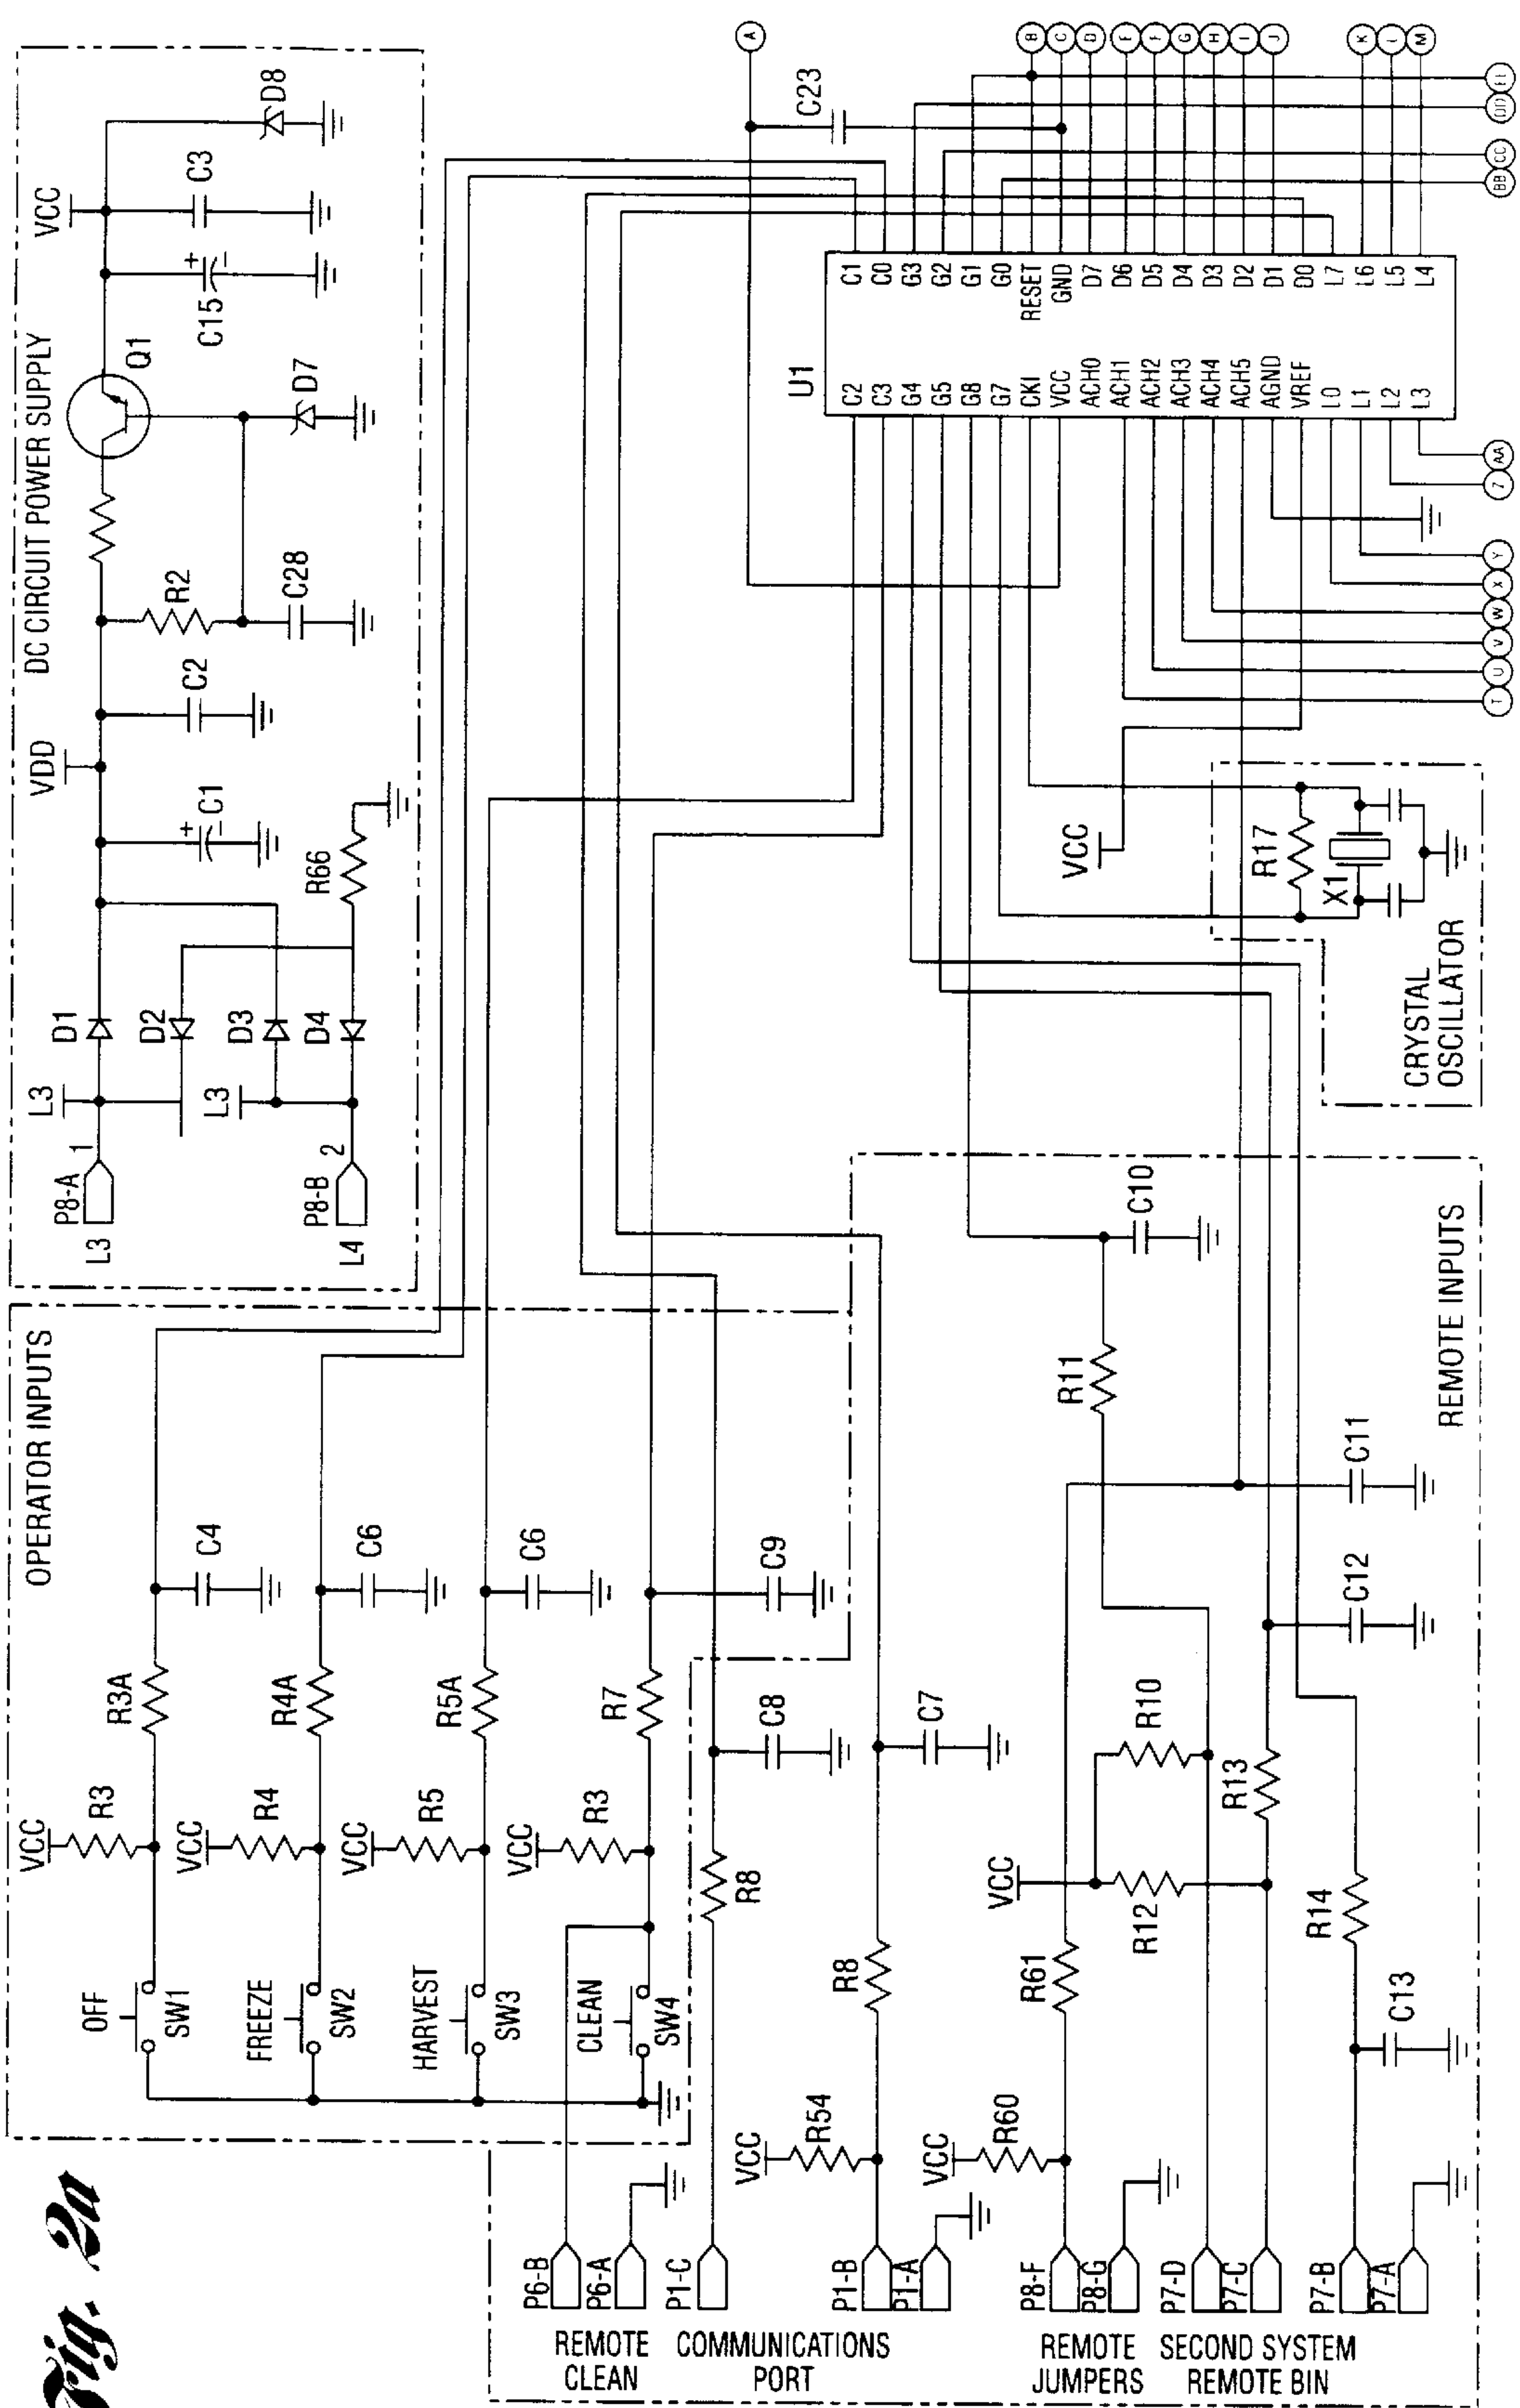 Fig. 2a
OPERATOR INPUTS
VCC
R3
OFF
SW1
R3A
C4
VCC
R4
FREEZE
SW2
R4A
C6
VCC
R5
HARVEST
SW3
R5A
C6
VCC
R3
CLEAN
SW4
R7
C9
DC CIRCUIT POWER SUPPLY
P8-A
L3
1
L3
D1
D2
L3
D3
D4
P8-B
L4
2
R66
VDD
+
C1
-
C2
R2
C28
Q1
D7
VCC
+
C15
-
C3
D8
P6-B
P6-A
P1-C
REMOTE
CLEAN
R8
C8
P1-B
P1-A
COMMUNICATIONS
PORT
VCC
R54
R8
C7
P8-F
P8-G
REMOTE
JUMPERS
VCC
R60
R61
P7-D
P7-C
P7-B
P7-A
SECOND SYSTEM
REMOTE BIN
VCC
R12
R10
R11
C10
R13
C12
C11
R14
C13
REMOTE INPUTS
CRYSTAL
OSCILLATOR
R17
X1
VCC
U1
C2
C3
G4
G5
G8
G7
CKI
VCC
ACH0
ACH1
ACH2
ACH3
ACH4
ACH5
AGND
VREF
L0
L1
L2
L3
C1
C0
G3
G2
G1
G0
RESET
GND
D7
D6
D5
D4
D3
D2
D1
D0
L7
L6
L5
L4
C23
A
B
C
D
E
F
G
H
I
J
K
L
M
T
U
V
W
X
Y
Z
AA
BB
CC
DD
EE